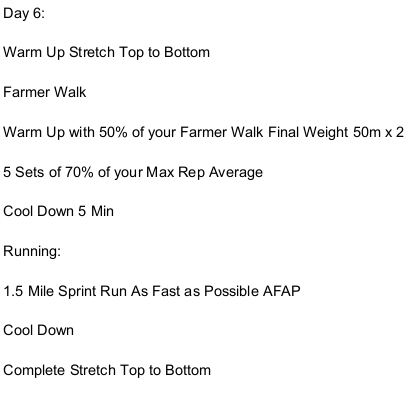 Day 6:
Warm Up Stretch Top to Bottom
Farmer Walk
Warm Up with 50% of your Farmer Walk Final Weight 50m x 2
5 Sets of 70% of your Max Rep Average
Cool Down 5 Min
Running:
1.5 Mile Sprint Run As Fast as Possible AFAP
Cool Down
Complete Stretch Top to Bottom